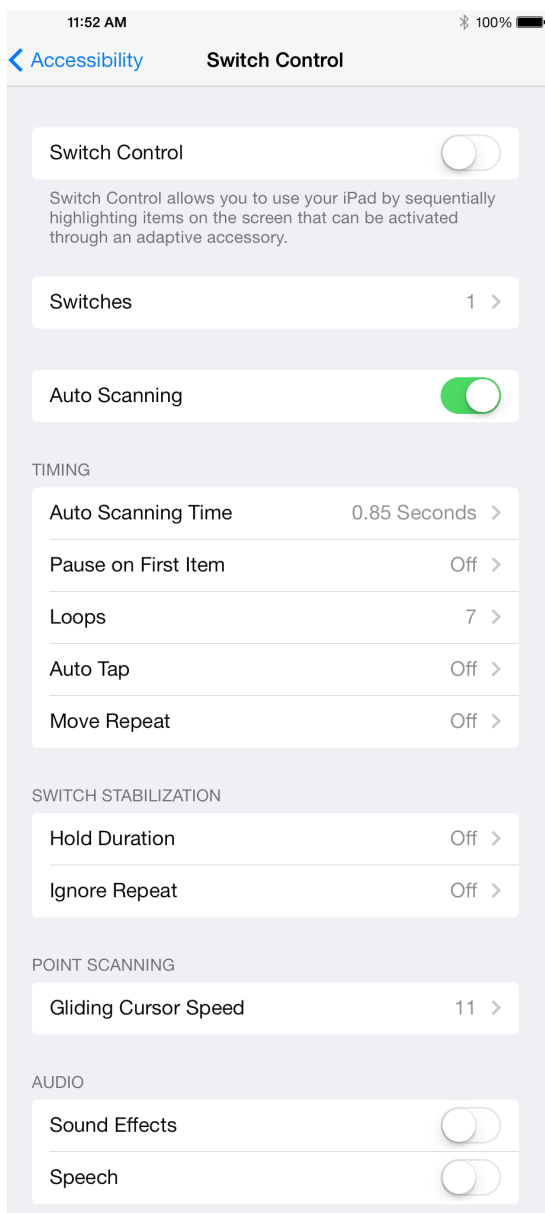 11:52 AM 100%
Accessibility Switch Control
Switch Control
Switch Control allows you to use your iPad by sequentially
highlighting items on the screen that can be activated
through an adaptive accessory.
Switches 1
Auto Scanning
TIMING
Auto Scanning Time 0.85 Seconds
Pause on First Item Off
Loops 7
Auto Tap Off
Move Repeat Off
SWITCH STABILIZATION
Hold Duration Off
Ignore Repeat Off
POINT SCANNING
Gliding Cursor Speed 11
AUDIO
Sound Effects
Speech